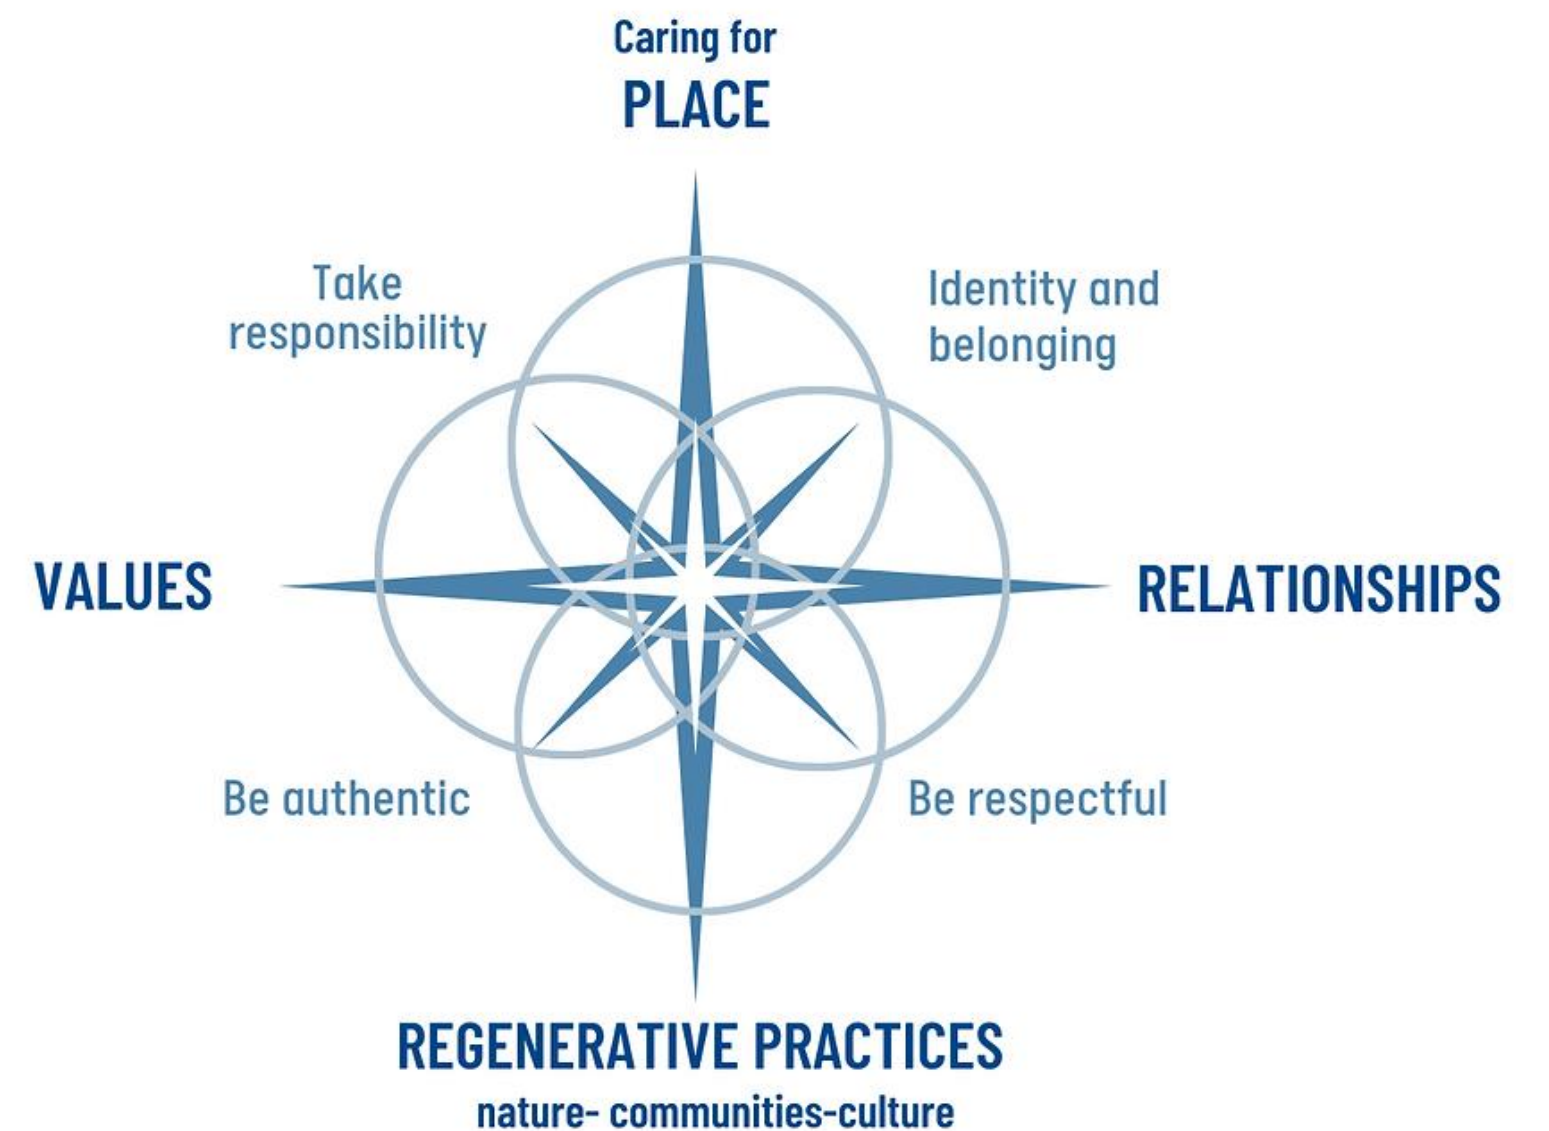 Caring for
PLACE
Take
responsibility
Identity and
belonging
VALUES
RELATIONSHIPS
Be authentic
Be respectful
REGENERATIVE PRACTICES
nature- communities-culture